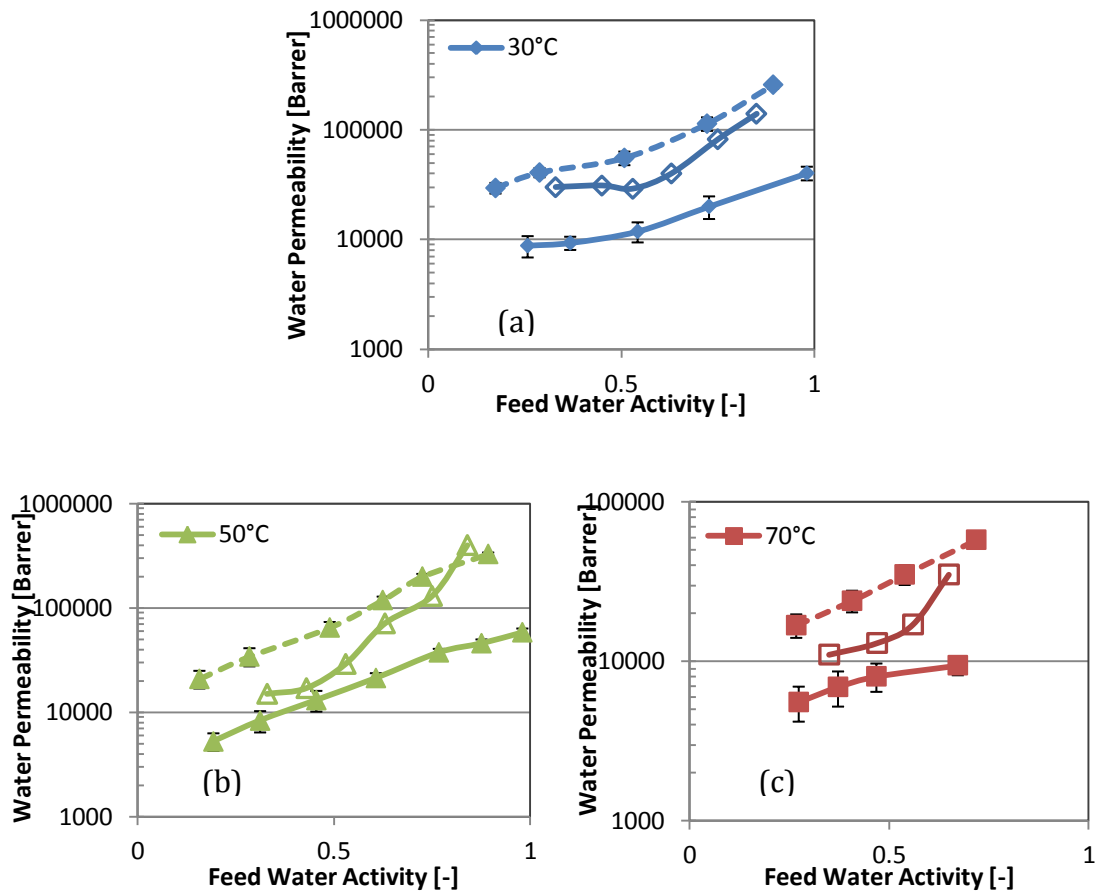 1000000
100000
10000
1000
Water Permeability [Barrer]
30°C
(a)
0
0.5
1
Feed Water Activity [-]
1000000
100000
10000
1000
Water Permeability [Barrer]
50°C
(b)
0
0.5
1
Feed Water Activity [-]
100000
10000
1000
Water Permeability [Barrer]
70°C
(c)
0
0.5
1
Feed Water Activity [-]